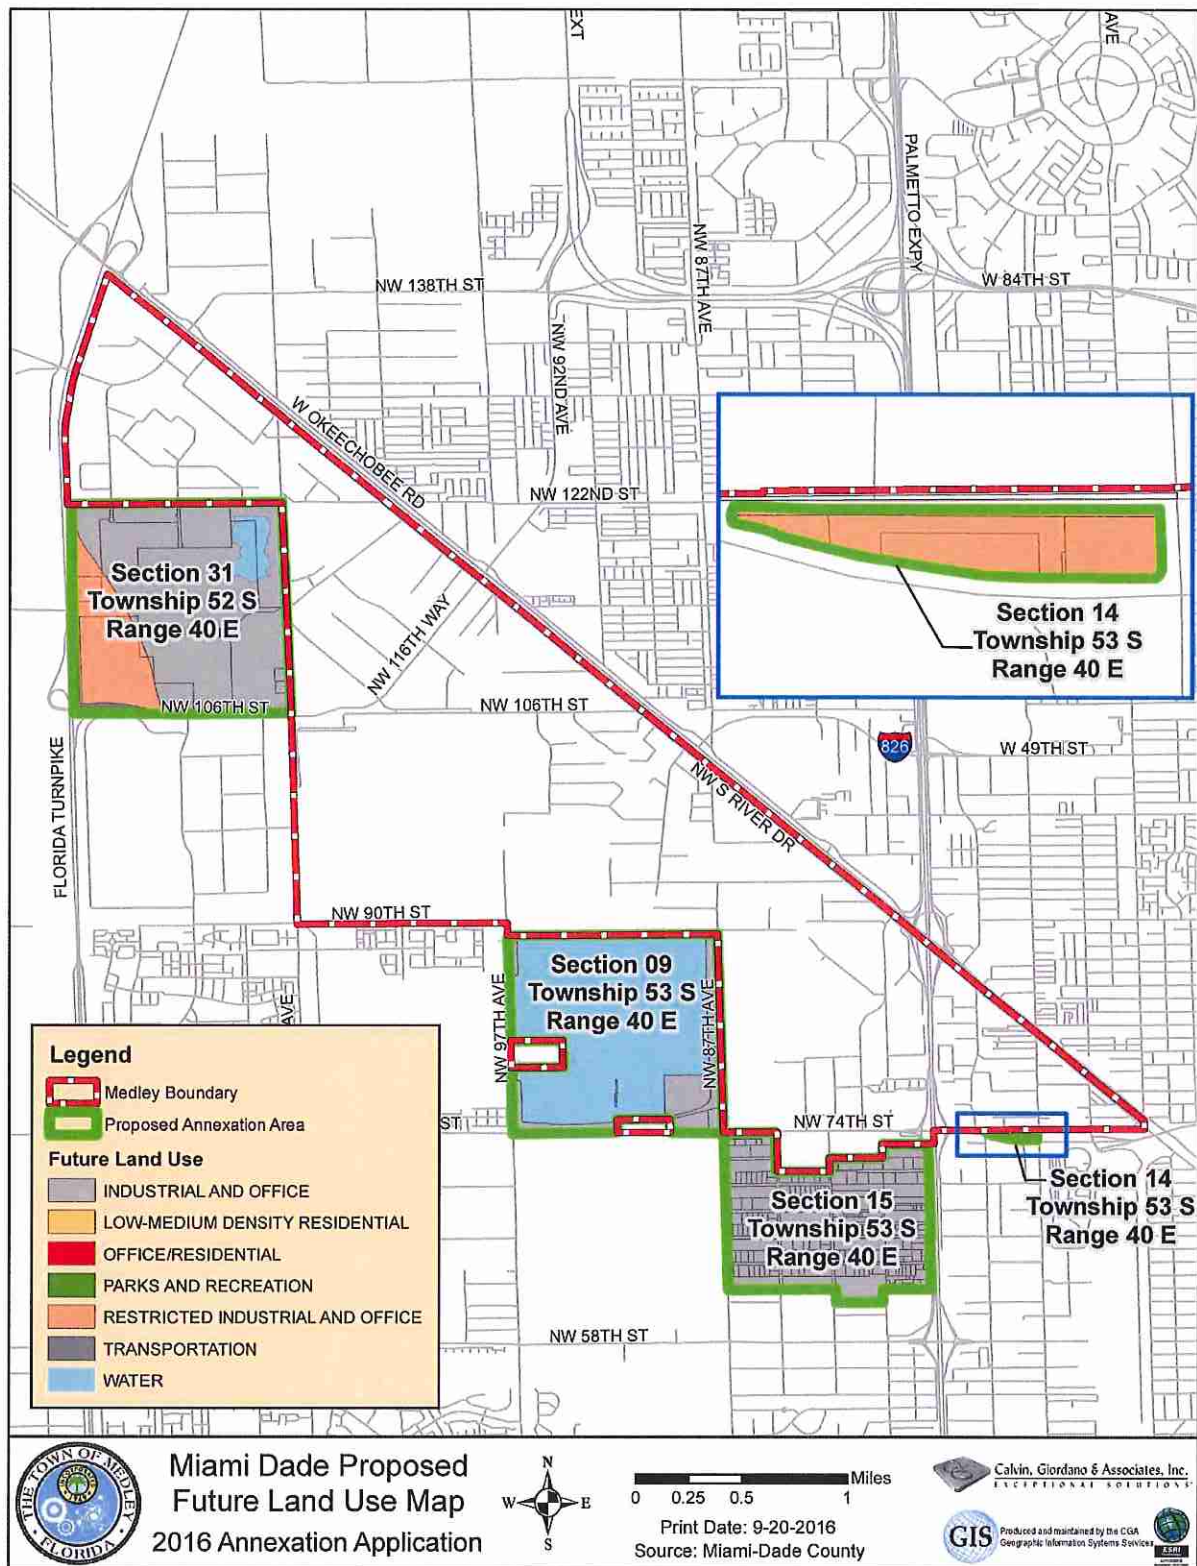 EXT
AVE
PALMETTO EXPY
NW 87TH AVE
NW 138TH ST
W 84TH ST
NW 92ND AVE
W OKEECHOBEE RD
NW 122ND ST
Section 31
Township 52 S
Range 40 E
NW 116TH WAY
Section 14
Township 53 S
Range 40 E
NW 106TH ST
NW 106TH ST
826
W 49TH ST
FLORIDA TURNPIKE
NW S RIVER DR
NW 90TH ST
Section 09
Township 53 S
Range 40 E
NW 97TH AVE
NW 87TH AVE
AVE
ST
NW 74TH ST
Section 14
Township 53 S
Range 40 E
Section 15
Township 53 S
Range 40 E
NW 58TH ST
Legend
Medley Boundary
Proposed Annexation Area
Future Land Use
INDUSTRIAL AND OFFICE
LOW-MEDIUM DENSITY RESIDENTIAL
OFFICE/RESIDENTIAL
PARKS AND RECREATION
RESTRICTED INDUSTRIAL AND OFFICE
TRANSPORTATION
WATER
THE TOWN OF MEDLEY
FLORIDA
Miami Dade Proposed
Future Land Use Map
2016 Annexation Application
N
W E
S
Miles
0 0.25 0.5 1
Print Date: 9-20-2016
Source: Miami-Dade County
Calvin, Giordano & Associates, Inc.
EXCEPTIONAL SOLUTIONS
GIS
Produced and maintained by the CGA
Geographic Information Systems Services
ESRI